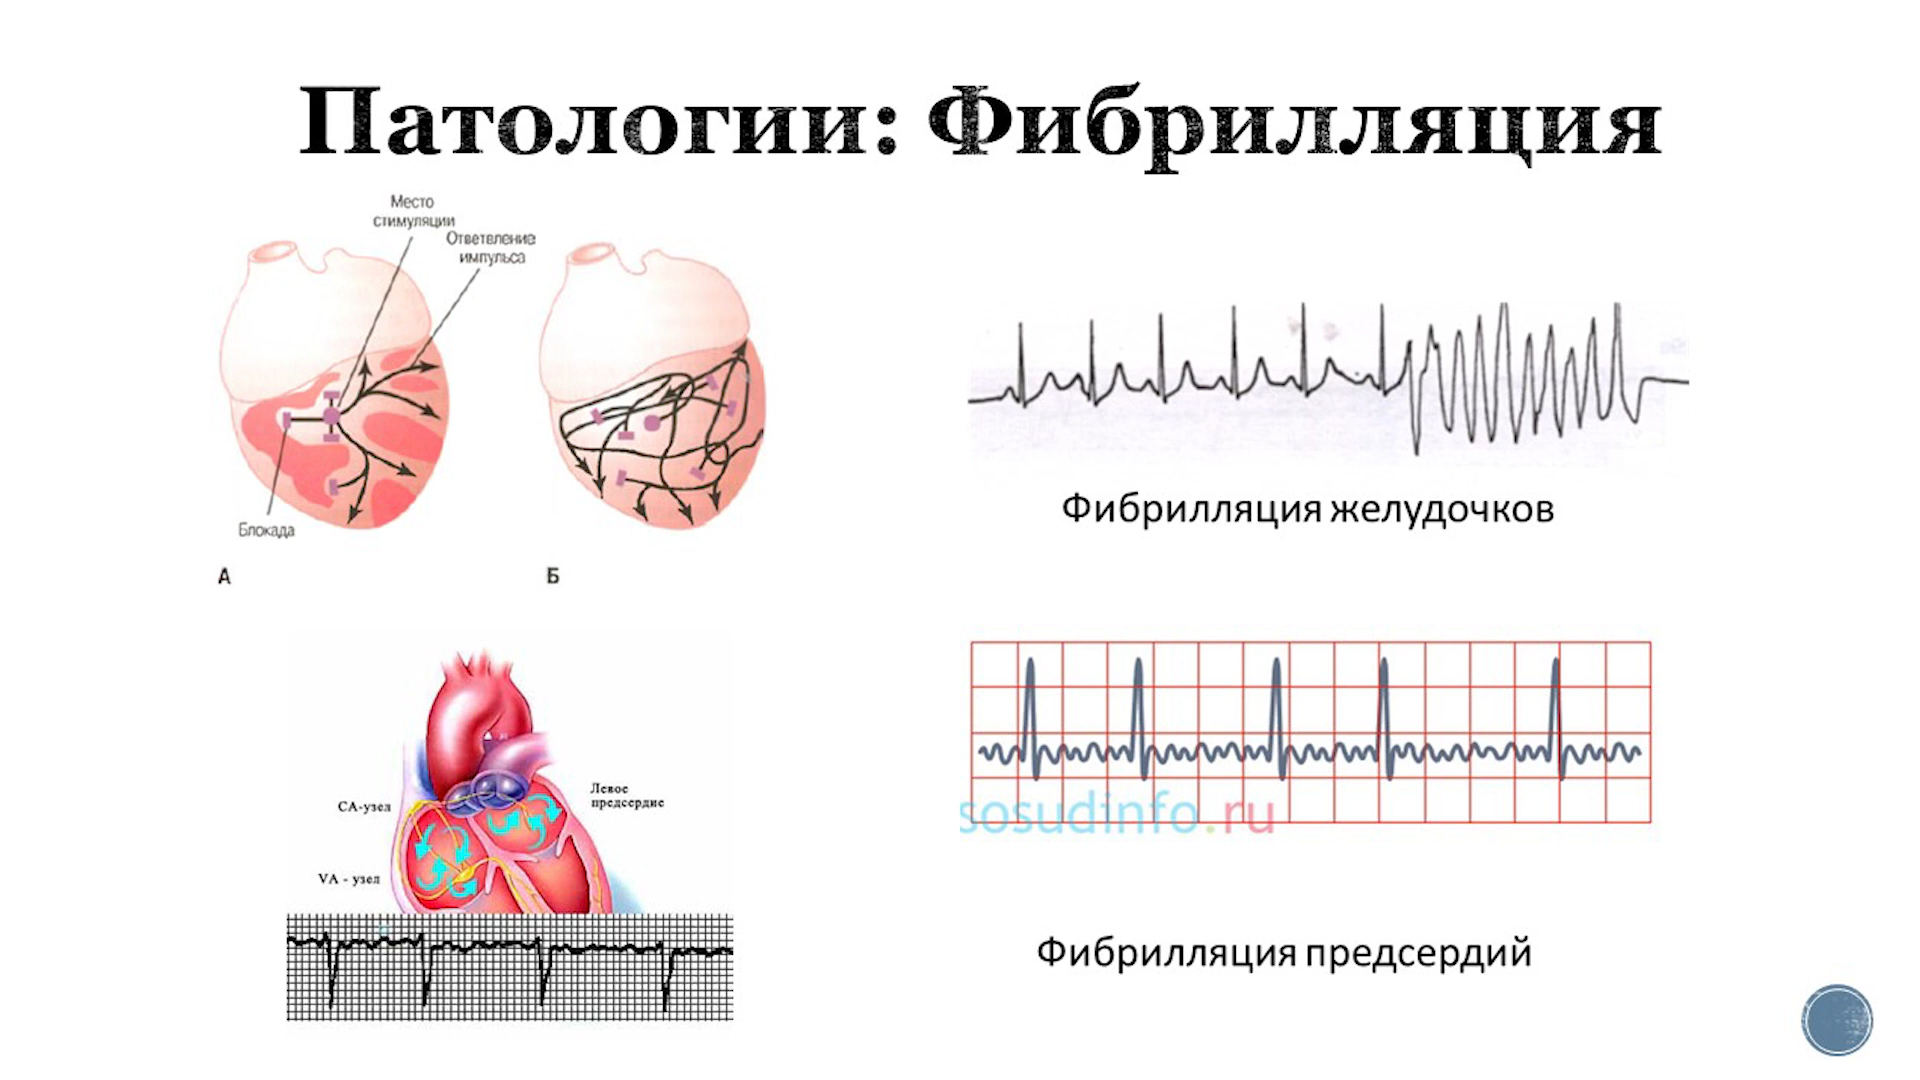 Патологии: Фибрилляция
Место
стимуляции
Ответвление
импульса
Блокада
А
Б
Фибрилляция желудочков
СА-узел
Левое
предсердие
VA - узел
sosudinfo.ru
Фибрилляция предсердий